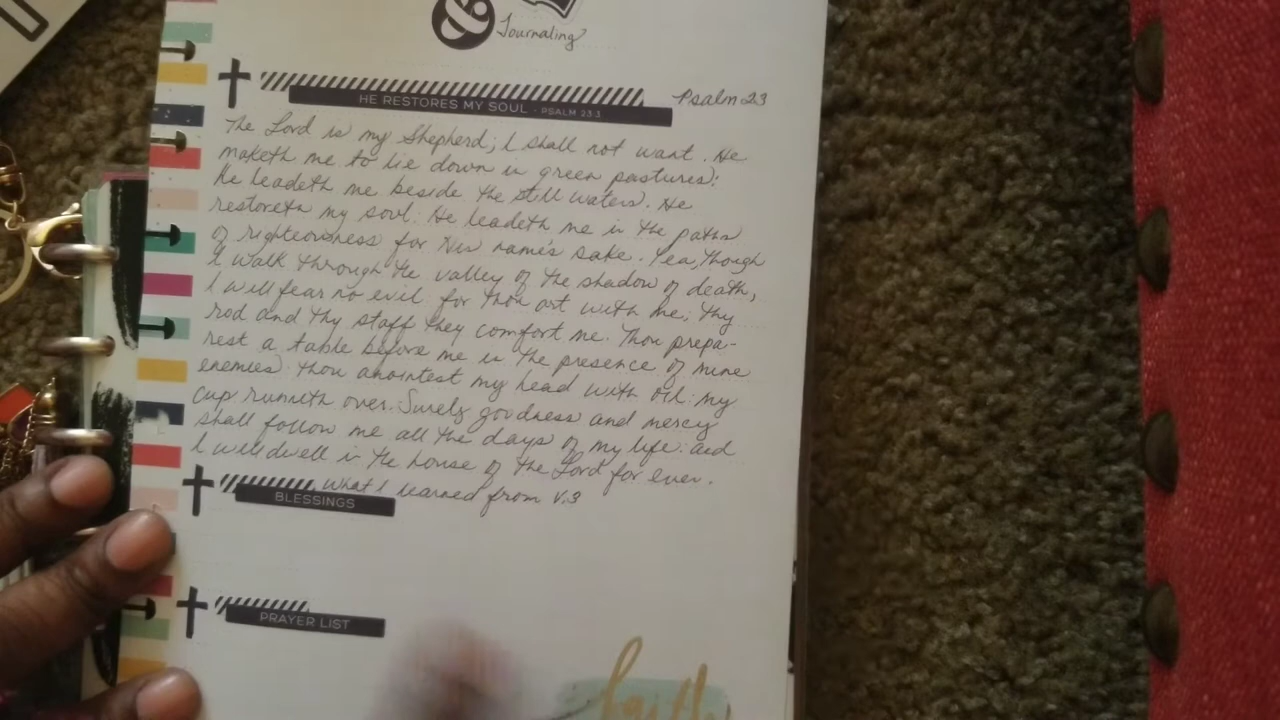 &
Journaling
HE RESTORES MY SOUL - PSALM 23:3
Psalm 23
The Lord is my Shepherd; I shall not want. He
maketh me to lie down in green pastures:
He leadeth me beside the still waters. He
restoreth my soul: He leadeth me in the paths
of righteousness for His name's sake. Yea, though
I walk through the valley of the shadow of death,
I will fear no evil for thou art with me; thy
rod and thy staff they comfort me. Thou prepa-
rest a table before me in the presence of mine
enemies: thou anointest my head with oil: my
cup runneth over. Surely goodness and mercy
shall follow me all the days of my life: and
I will dwell in the house of the Lord for ever.
what I learned from V.3
BLESSINGS
PRAYER LIST
faith